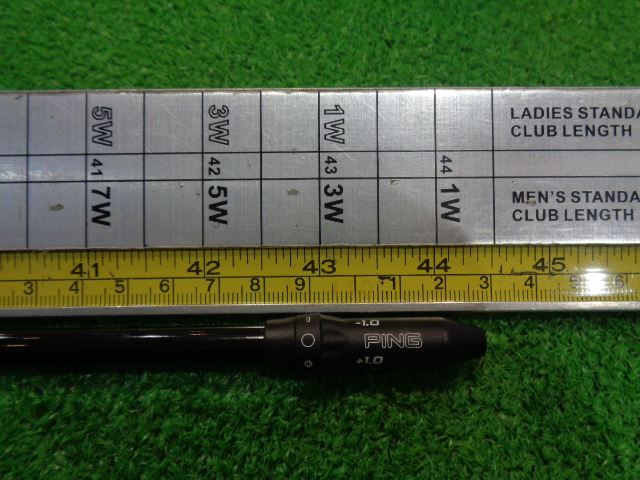 5W 3W 1W LADIES STANDA
CLUB LENGTH
41 42 43 44
7W 5W 3W 1W MEN'S STANDA
CLUB LENGTH
41 42 43 44 45
3 4 5 6 7 8 9 1 2 3 4 5 6
-1.0
PING
+1.0